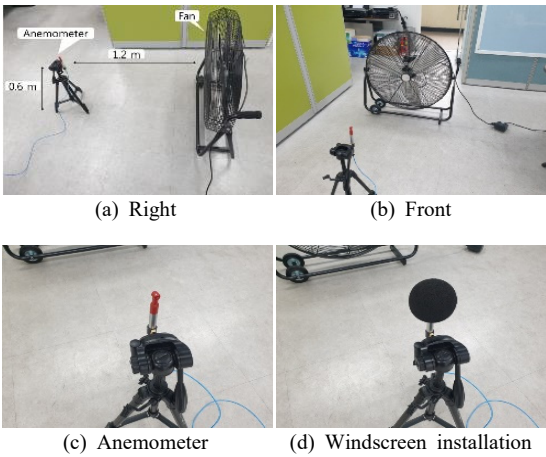 Fan
Anemometer
1.2 m
0.6 m
(a) Right
(b) Front
(c) Anemometer
(d) Windscreen installation